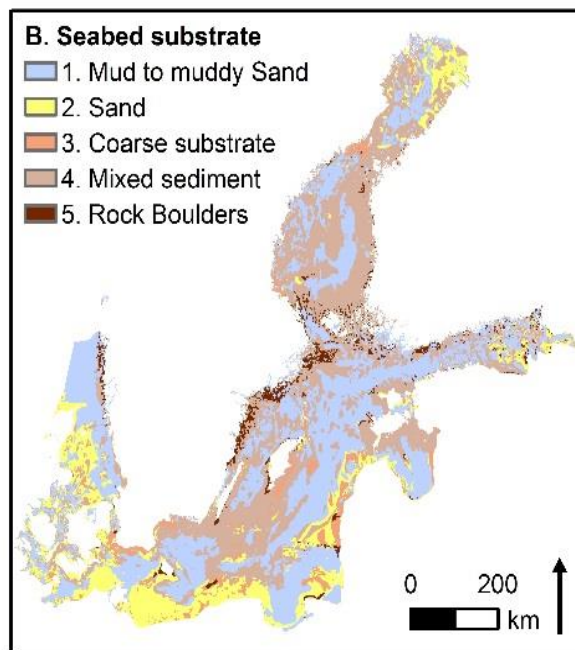 B. Seabed substrate
1. Mud to muddy Sand
2. Sand
3. Coarse substrate
4. Mixed sediment
5. Rock Boulders
0 200
km